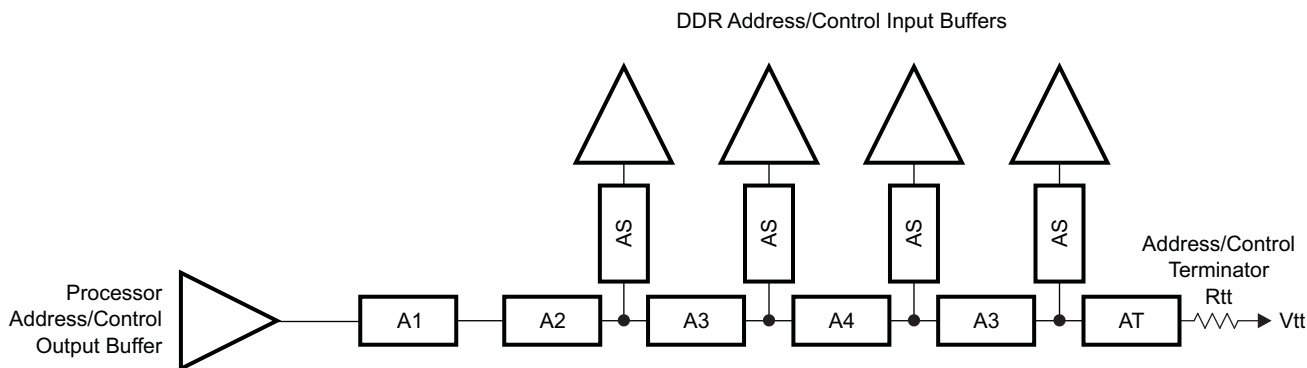 DDR Address/Control Input Buffers
AS
AS
AS
AS
Processor
Address/Control
Output Buffer
A1
A2
A3
A4
A3
AT
Address/Control
Terminator
Rtt
Vtt